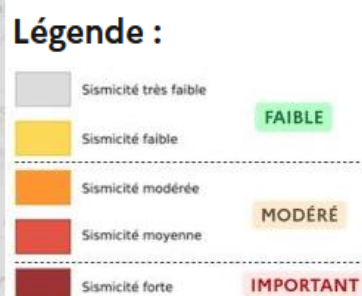 Légende :
Sismicité très faible
FAIBLE
Sismicité faible
Sismicité modérée
MODÉRÉ
Sismicité moyenne
Sismicité forte
IMPORTANT